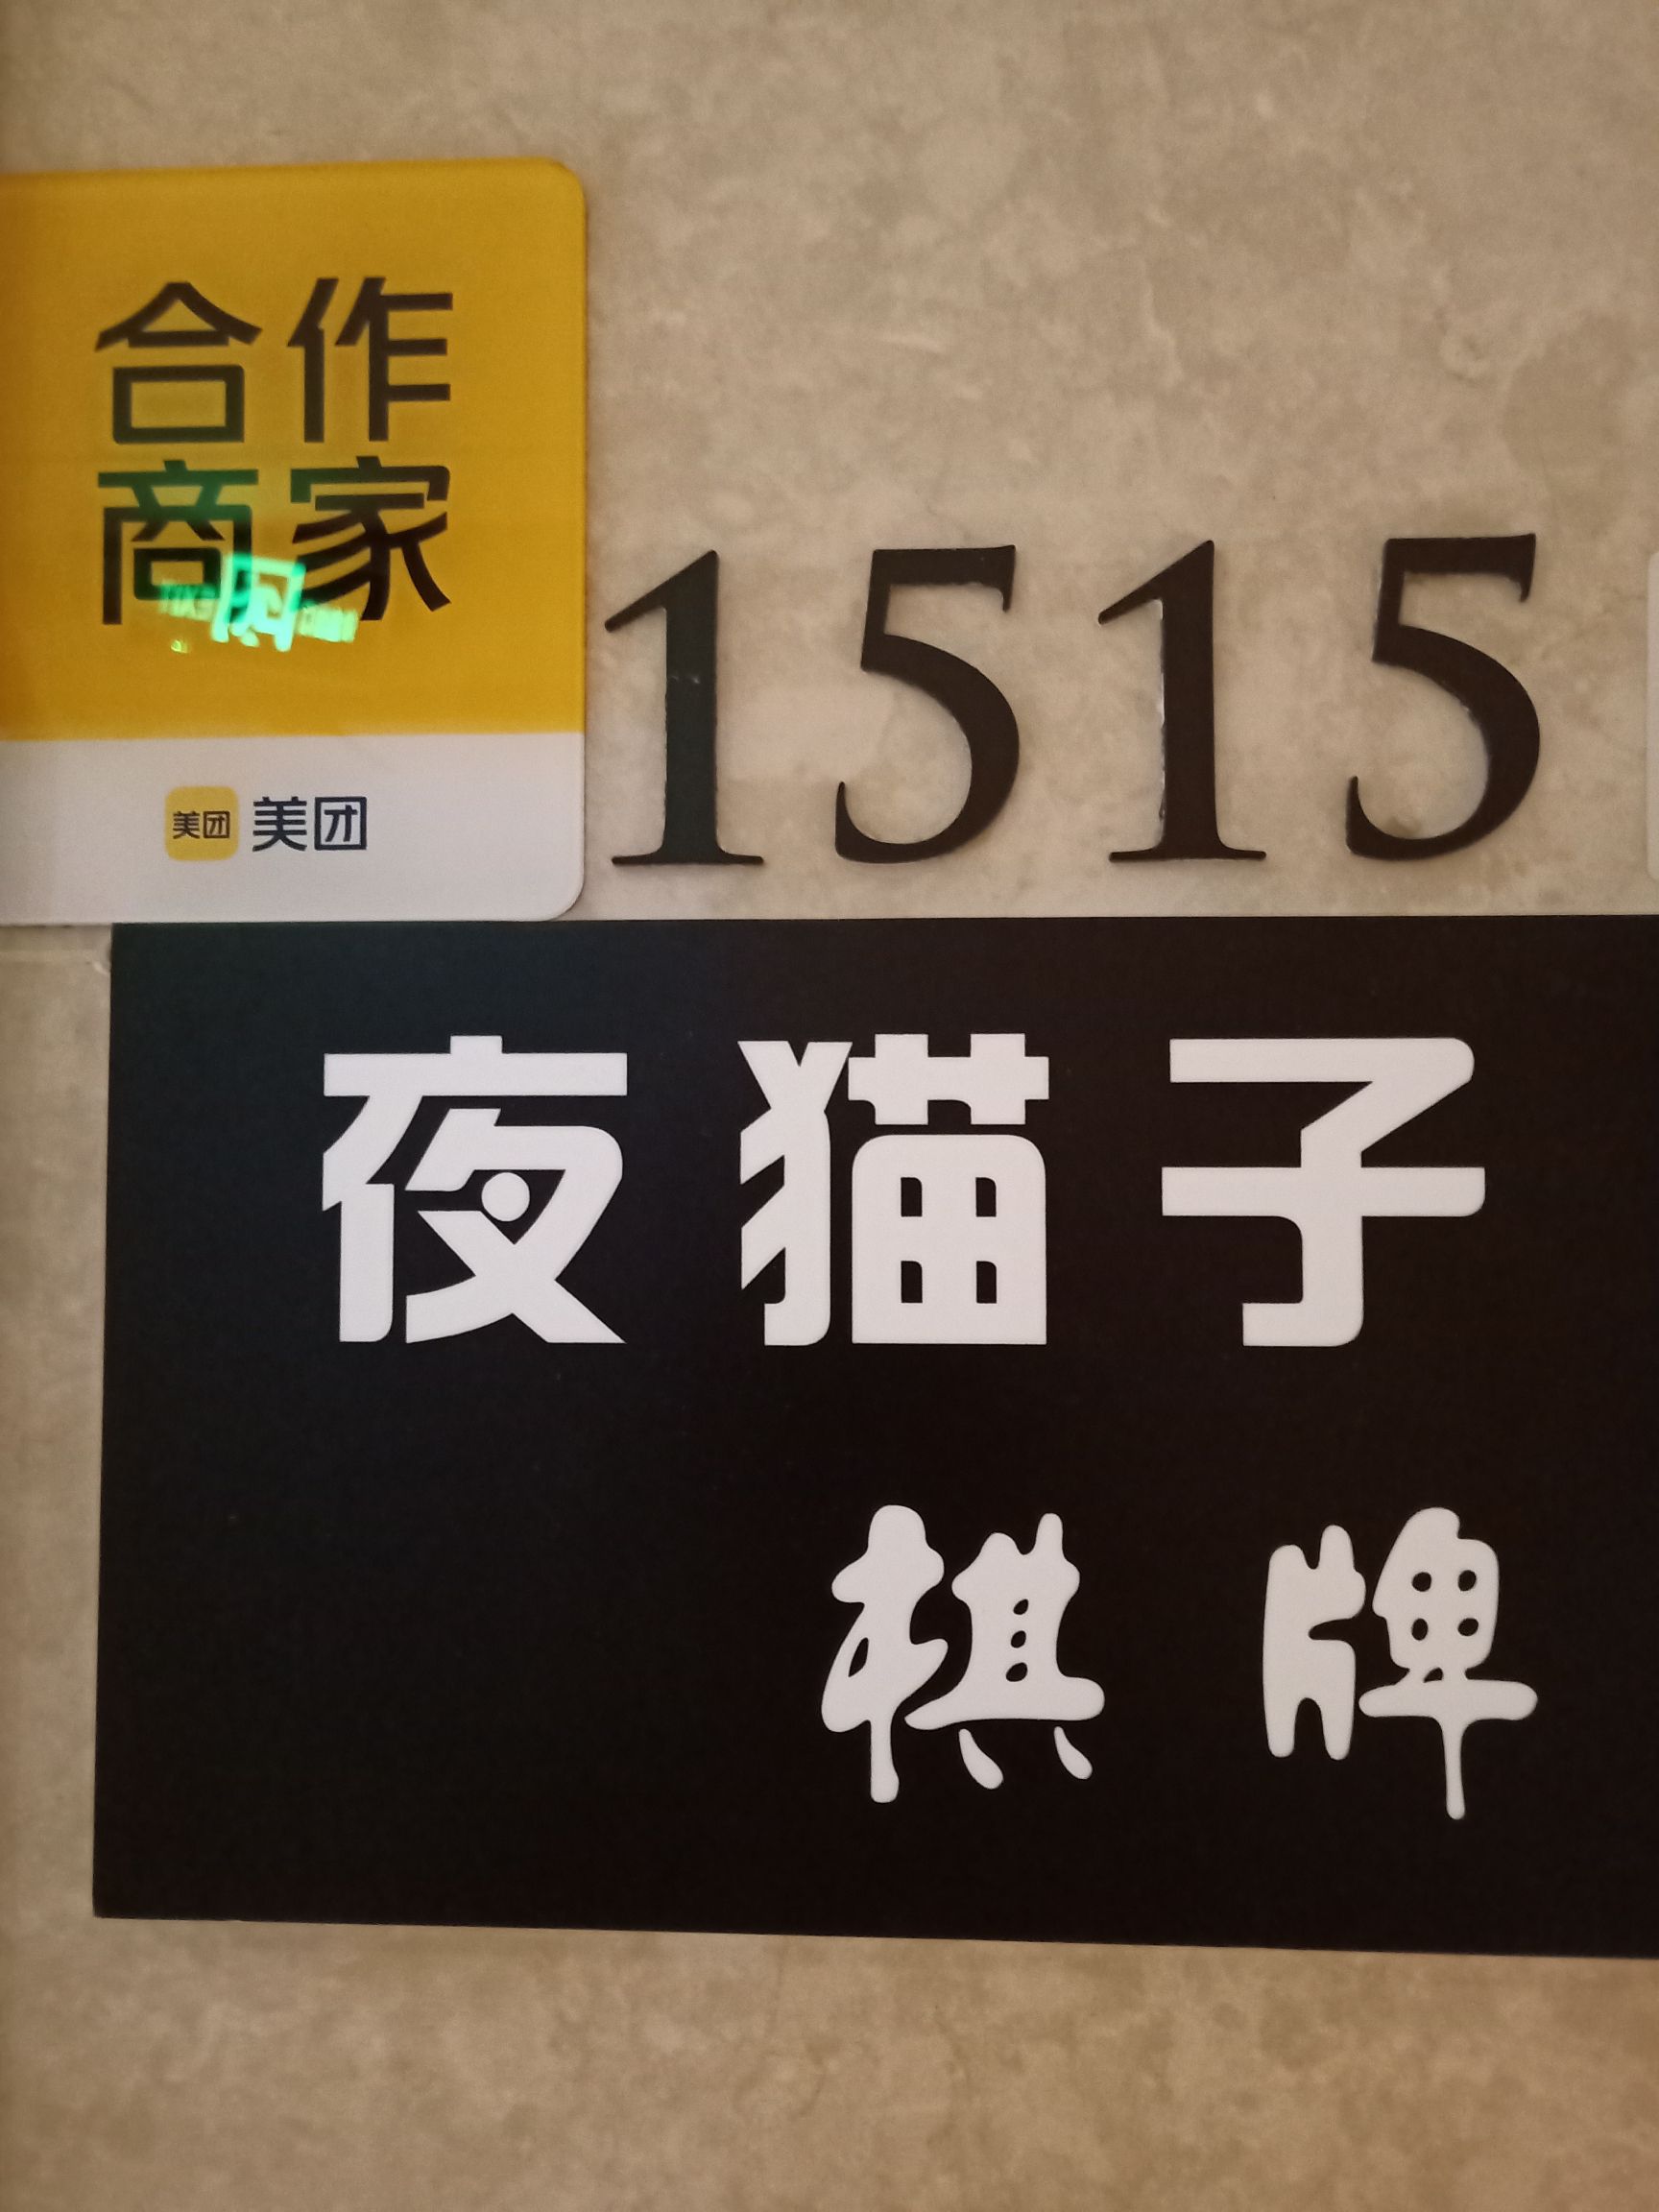 合作
商家
美团 美团
1515
夜猫子
棋牌